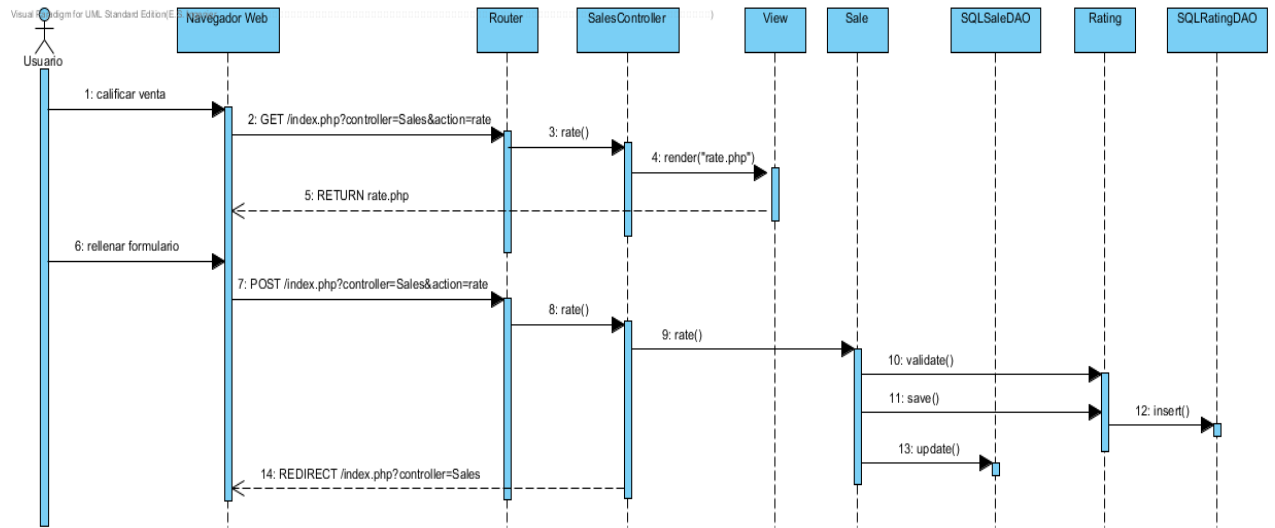 Visual Paradigm for UML Standard Edition(E.S.
)
Usuario
Navegador Web
Router
SalesController
View
Sale
SQLSaleDAO
Rating
SQLRatingDAO
1: calificar venta
2: GET /index.php?controller=Sales&action=rate
3: rate()
4: render("rate.php")
5: RETURN rate.php
6: rellenar formulario
7: POST /index.php?controller=Sales&action=rate
8: rate()
9: rate()
10: validate()
11: save()
12: insert()
13: update()
14: REDIRECT /index.php?controller=Sales